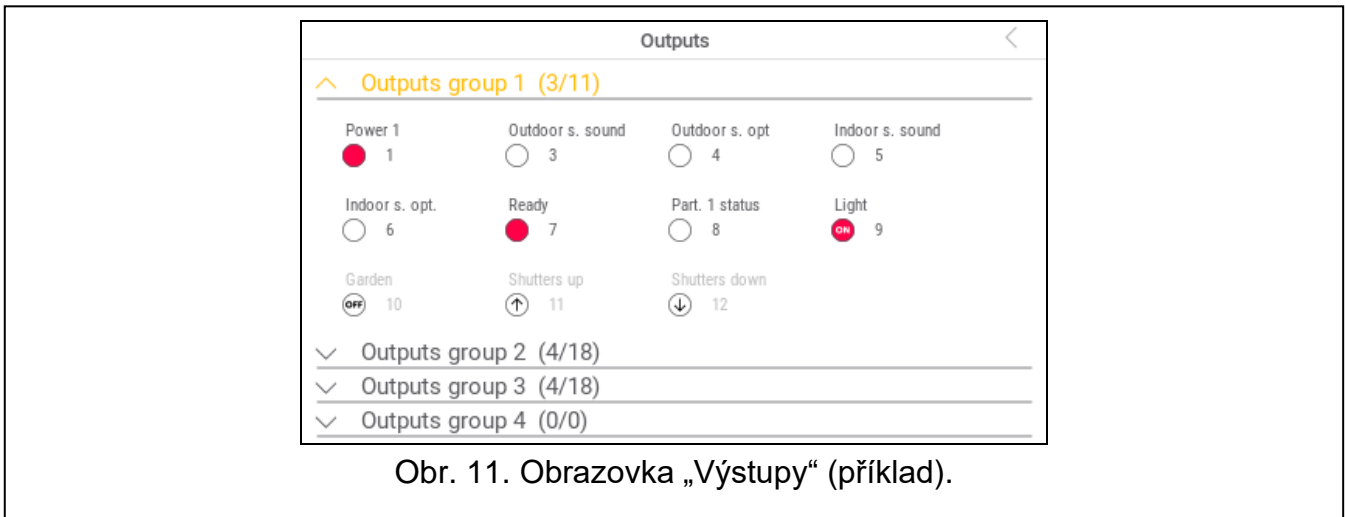 Outputs
Outputs group 1 (3/11)
Power 1 Outdoor s. sound Outdoor s. opt Indoor s. sound
1 3 4 5
Indoor s. opt. Ready Part. 1 status Light
6 7 8 ON 9
Garden Shutters up Shutters down
OFF 10 11 12
Outputs group 2 (4/18)
Outputs group 3 (4/18)
Outputs group 4 (0/0)
Obr. 11. Obrazovka „Výstupy“ (příklad).